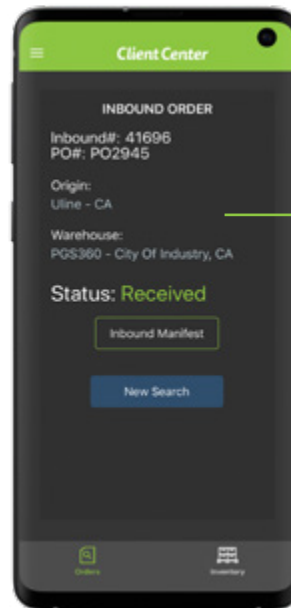 Client Center
INBOUND ORDER
Inbound#: 41696
PO#: PO2945
Origin:
Uline - CA
Warehouse:
PGS360 - City Of Industry, CA
Status: Received
Inbound Manifest
New Search
Orders
Inventory